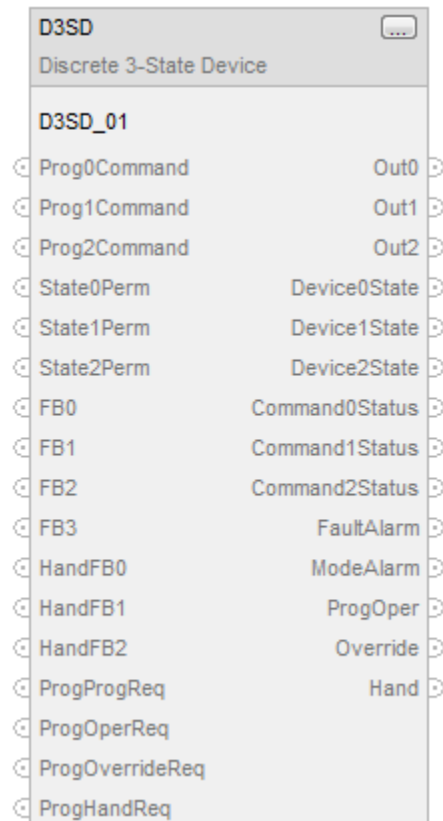 D3SD ...
Discrete 3-State Device
D3SD_01
Prog0Command Out0
Prog1Command Out1
Prog2Command Out2
State0Perm Device0State
State1Perm Device1State
State2Perm Device2State
FB0 Command0Status
FB1 Command1Status
FB2 Command2Status
FB3 FaultAlarm
HandFB0 ModeAlarm
HandFB1 ProgOper
HandFB2 Override
ProgProgReq Hand
ProgOperReq
ProgOverrideReq
ProgHandReq